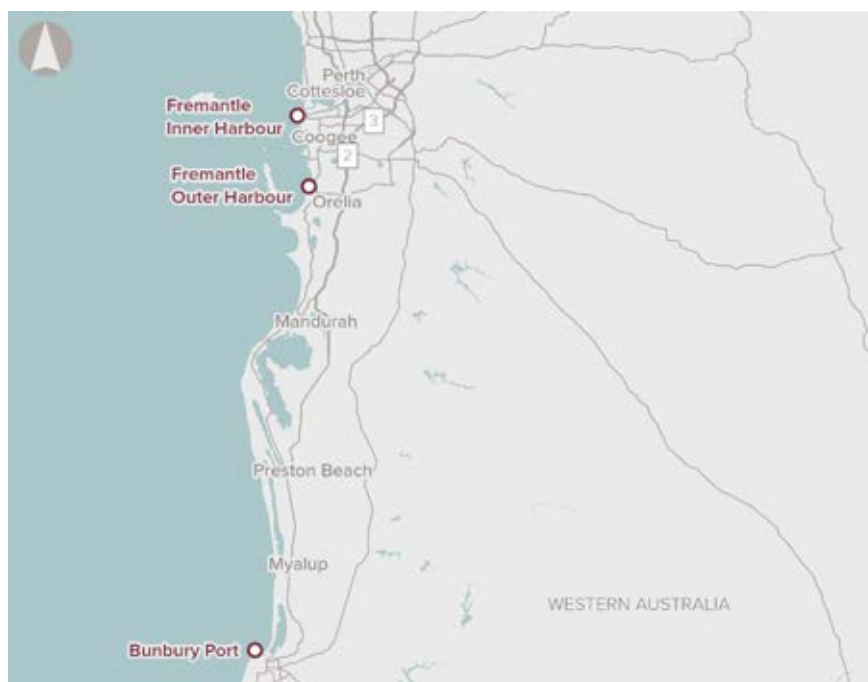 Perth
Cottesloe
Fremantle
Inner Harbour
3
Coogee
2
Fremantle
Outer Harbour
Orelia
Mandurah
Preston Beach
Myalup
WESTERN AUSTRALIA
Bunbury Port